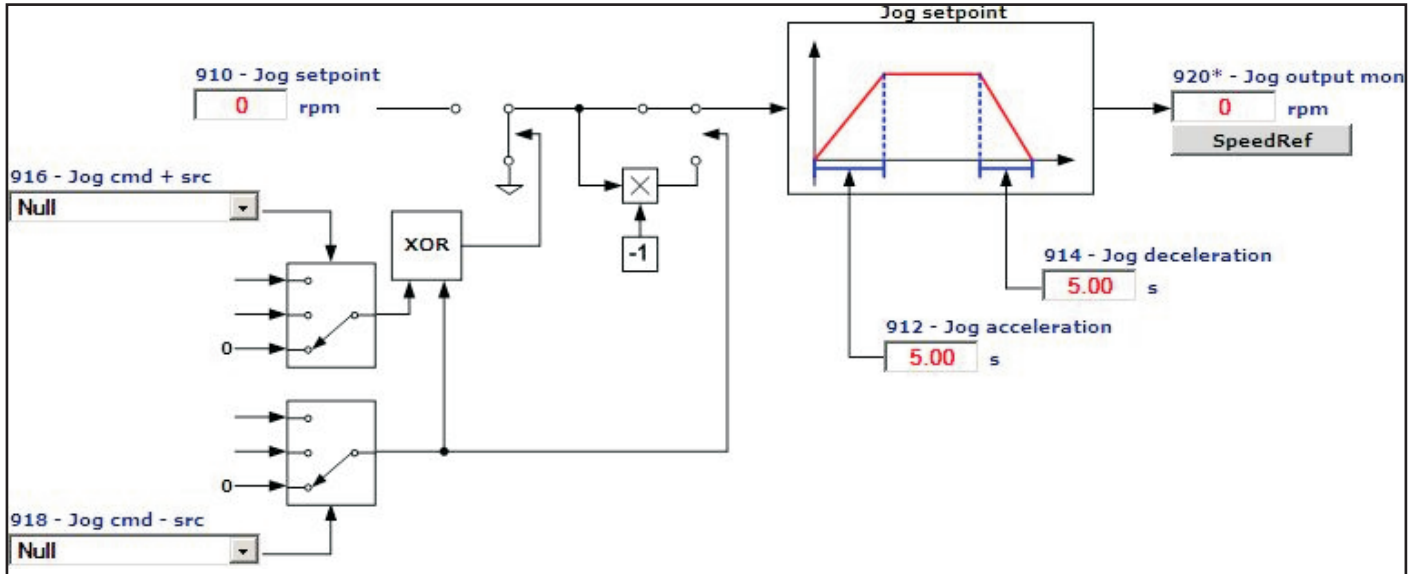 Jog setpoint
910 - Jog setpoint
0 rpm
920* - Jog output mon
0 rpm
SpeedRef
916 - Jog cmd + src
Null
XOR
-1
914 - Jog deceleration
5.00 s
912 - Jog acceleration
5.00 s
0
0
918 - Jog cmd - src
Null